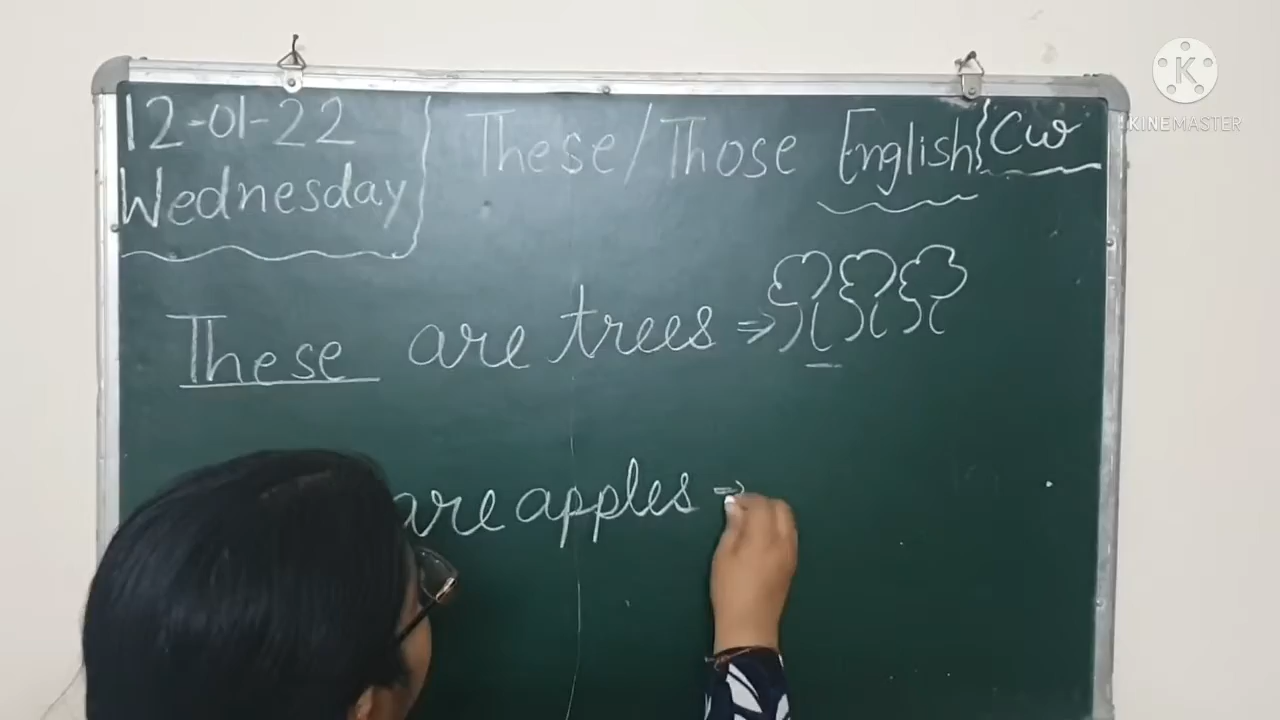 12-01-22 These/Those English Cw
Wednesday
These are trees ⇒
are apples ⇒
KINEMASTER